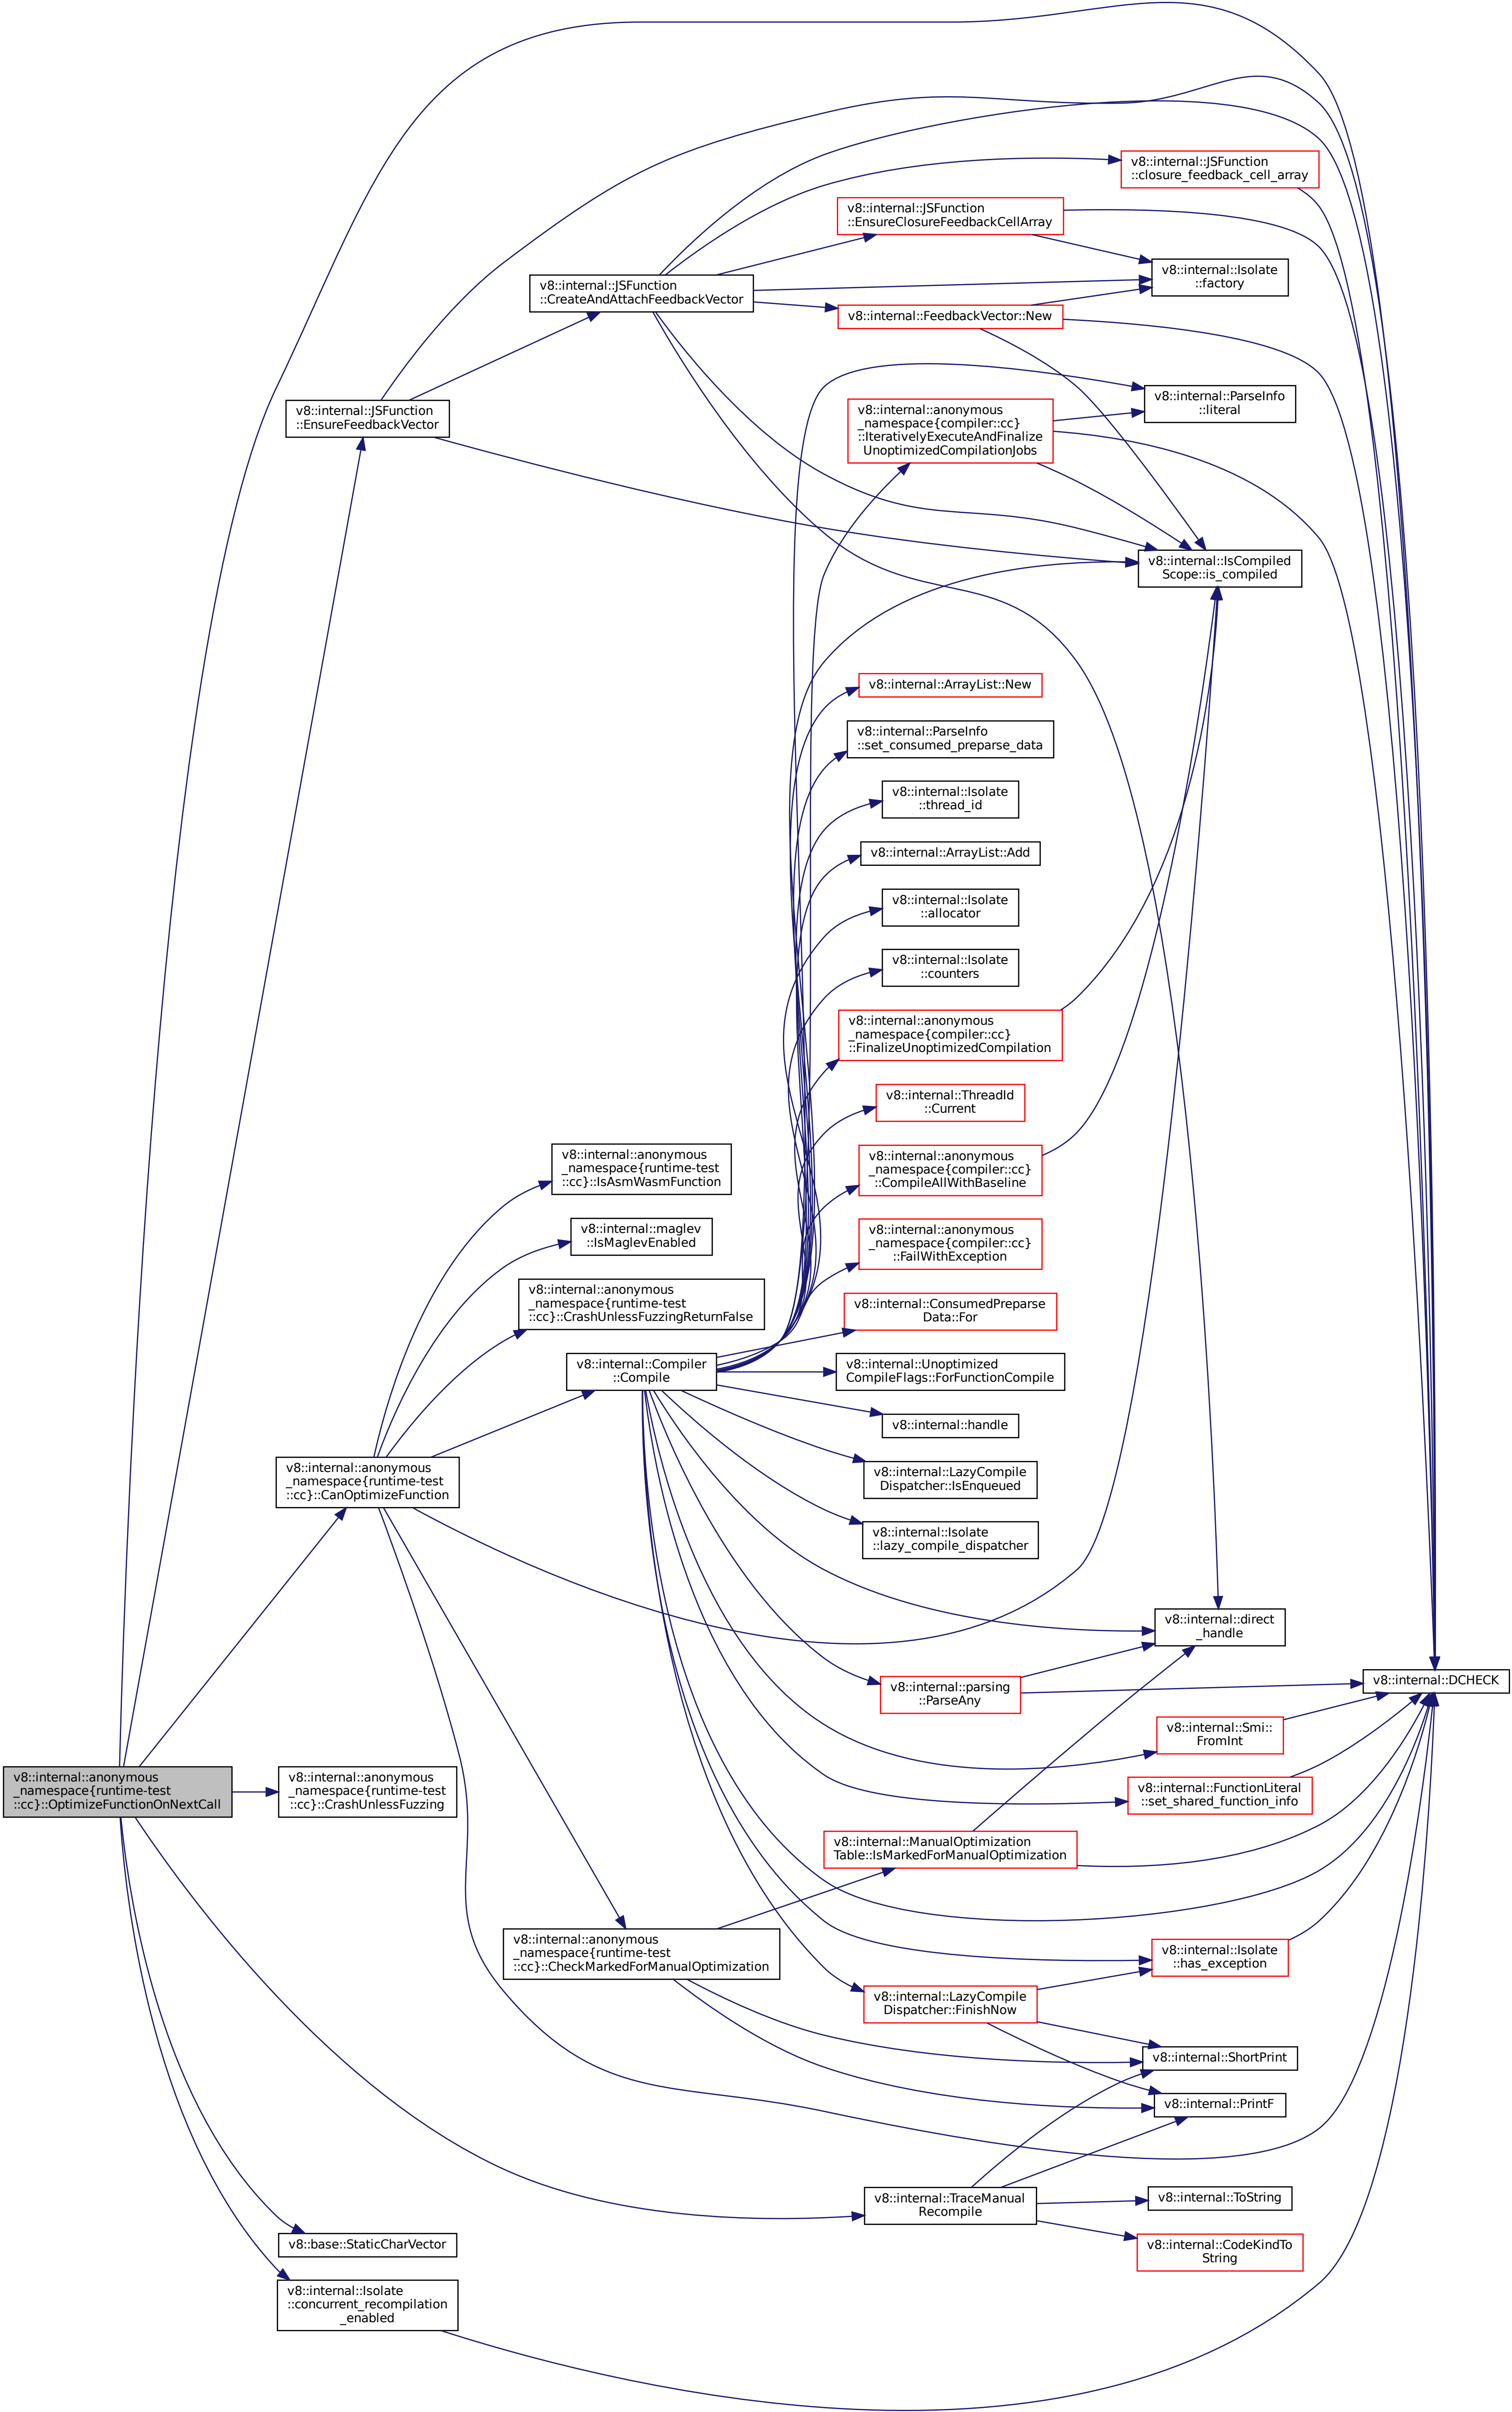 v8::internal::JSFunction
::closure_feedback_cell_array
v8::internal::JSFunction
::EnsureClosureFeedbackCellArray
v8::internal::Isolate
::factory
v8::internal::JSFunction
::CreateAndAttachFeedbackVector
v8::internal::FeedbackVector::New
v8::internal::ParseInfo
::literal
v8::internal::JSFunction
::EnsureFeedbackVector
v8::internal::anonymous
_namespace{compiler::cc}
::IterativelyExecuteAndFinalize
UnoptimizedCompilationJobs
v8::internal::IsCompiled
Scope::is_compiled
v8::internal::ArrayList::New
v8::internal::ParseInfo
::set_consumed_preparse_data
v8::internal::Isolate
::thread_id
v8::internal::ArrayList::Add
v8::internal::Isolate
::allocator
v8::internal::Isolate
::counters
v8::internal::anonymous
_namespace{compiler::cc}
::FinalizeUnoptimizedCompilation
v8::internal::ThreadId
::Current
v8::internal::anonymous
_namespace{runtime-test
::cc}::IsAsmWasmFunction
v8::internal::anonymous
_namespace{compiler::cc}
::CompileAllWithBaseline
v8::internal::maglev
::IsMaglevEnabled
v8::internal::anonymous
_namespace{compiler::cc}
::FailWithException
v8::internal::anonymous
_namespace{runtime-test
::cc}::CrashUnlessFuzzingReturnFalse
v8::internal::ConsumedPreparse
Data::For
v8::internal::Compiler
::Compile
v8::internal::Unoptimized
CompileFlags::ForFunctionCompile
v8::internal::handle
v8::internal::anonymous
_namespace{runtime-test
::cc}::CanOptimizeFunction
v8::internal::LazyCompile
Dispatcher::IsEnqueued
v8::internal::Isolate
::lazy_compile_dispatcher
v8::internal::direct
_handle
v8::internal::parsing
::ParseAny
v8::internal::DCHECK
v8::internal::Smi::
FromInt
v8::internal::anonymous
_namespace{runtime-test
::cc}::OptimizeFunctionOnNextCall
v8::internal::anonymous
_namespace{runtime-test
::cc}::CrashUnlessFuzzing
v8::internal::FunctionLiteral
::set_shared_function_info
v8::internal::ManualOptimization
Table::IsMarkedForManualOptimization
v8::internal::anonymous
_namespace{runtime-test
::cc}::CheckMarkedForManualOptimization
v8::internal::Isolate
::has_exception
v8::internal::LazyCompile
Dispatcher::FinishNow
v8::internal::ShortPrint
v8::internal::PrintF
v8::internal::TraceManual
Recompile
v8::internal::ToString
v8::internal::CodeKindTo
String
v8::base::StaticCharVector
v8::internal::Isolate
::concurrent_recompilation
_enabled